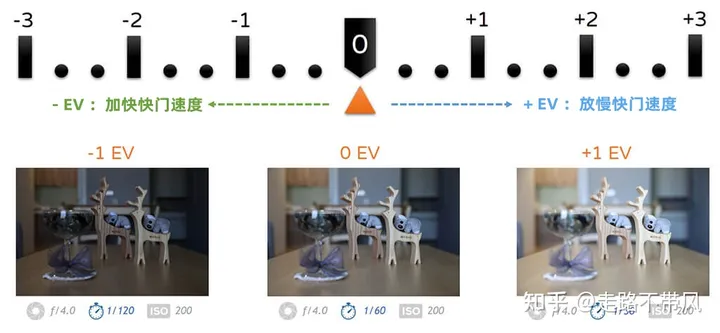 -3 -2 -1 0 +1 +2 +3
- EV：加快快门速度 + EV：放慢快门速度
-1 EV 0 EV +1 EV
f/4.0 1/120 ISO 200 f/4.0 1/60 ISO 200 f/4.0 1/30 ISO 200
知乎 @走路不带风